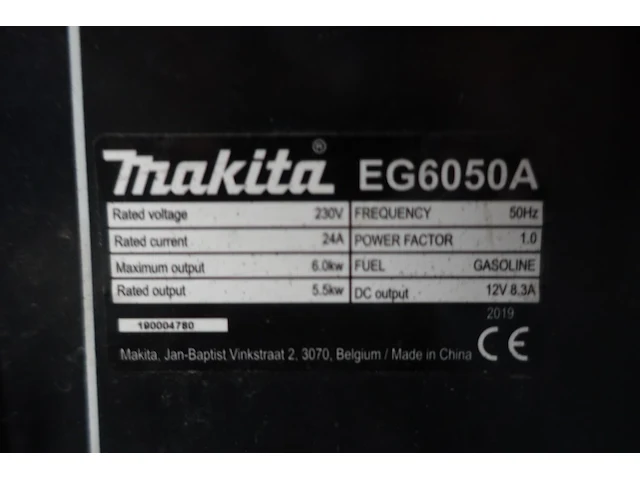 makita® EG6050A
Rated voltage 230V FREQUENCY 50Hz
Rated current 24A POWER FACTOR 1.0
Maximum output 6.0kw FUEL GASOLINE
Rated output 5.5kw DC output 12V 8.3A
2019
190004780
Makita, Jan-Baptist Vinkstraat 2, 3070, Belgium / Made in China CE